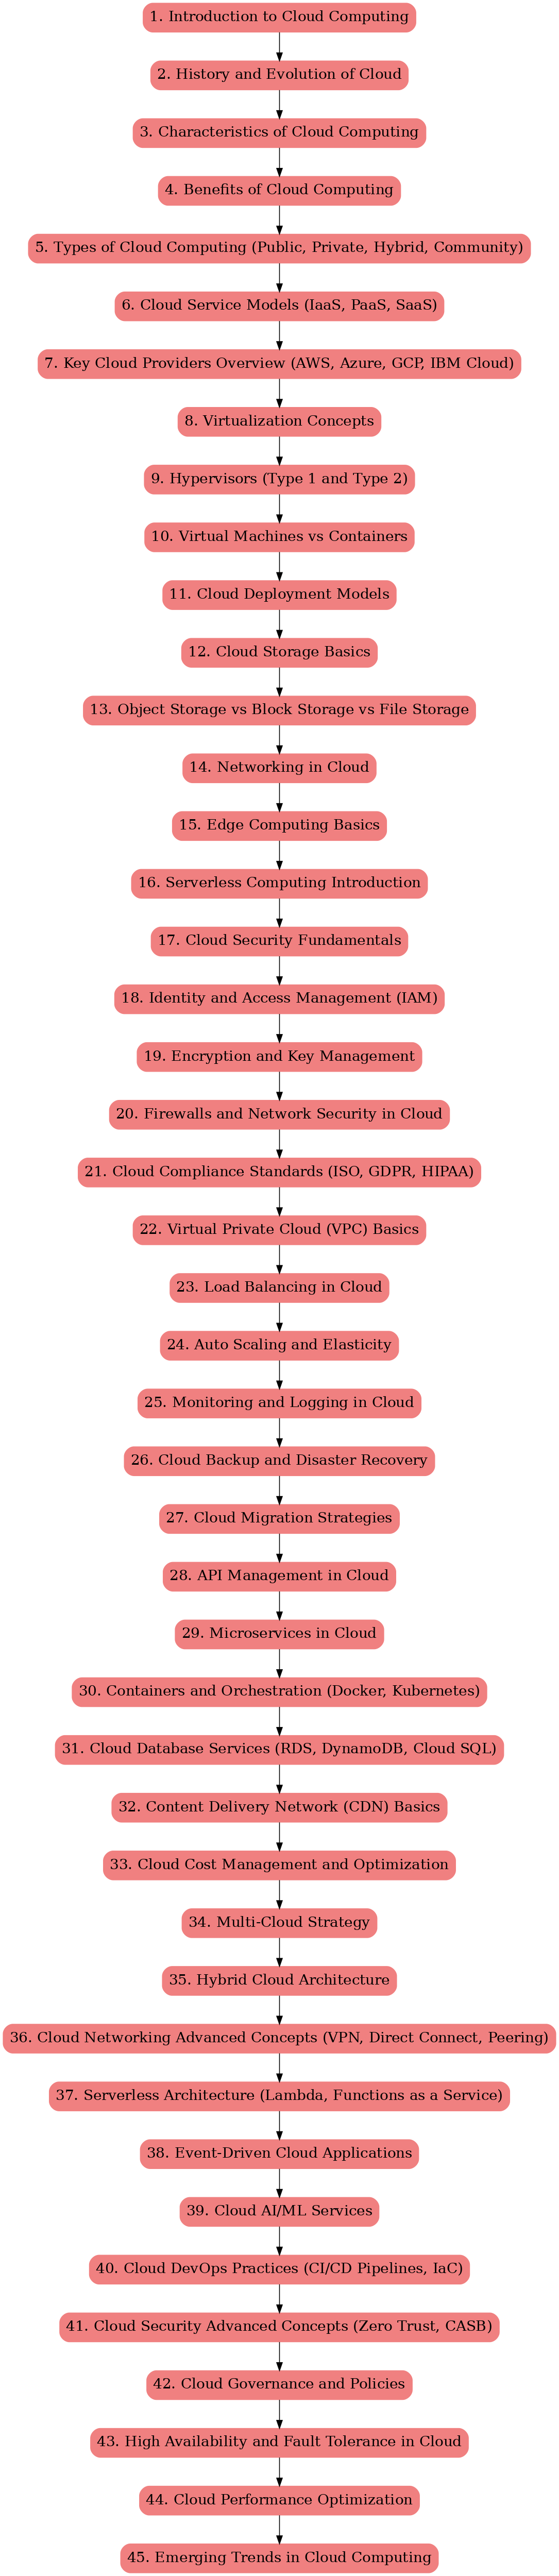 1. Introduction to Cloud Computing
2. History and Evolution of Cloud
3. Characteristics of Cloud Computing
4. Benefits of Cloud Computing
5. Types of Cloud Computing (Public, Private, Hybrid, Community)
6. Cloud Service Models (IaaS, PaaS, SaaS)
7. Key Cloud Providers Overview (AWS, Azure, GCP, IBM Cloud)
8. Virtualization Concepts
9. Hypervisors (Type 1 and Type 2)
10. Virtual Machines vs Containers
11. Cloud Deployment Models
12. Cloud Storage Basics
13. Object Storage vs Block Storage vs File Storage
14. Networking in Cloud
15. Edge Computing Basics
16. Serverless Computing Introduction
17. Cloud Security Fundamentals
18. Identity and Access Management (IAM)
19. Encryption and Key Management
20. Firewalls and Network Security in Cloud
21. Cloud Compliance Standards (ISO, GDPR, HIPAA)
22. Virtual Private Cloud (VPC) Basics
23. Load Balancing in Cloud
24. Auto Scaling and Elasticity
25. Monitoring and Logging in Cloud
26. Cloud Backup and Disaster Recovery
27. Cloud Migration Strategies
28. API Management in Cloud
29. Microservices in Cloud
30. Containers and Orchestration (Docker, Kubernetes)
31. Cloud Database Services (RDS, DynamoDB, Cloud SQL)
32. Content Delivery Network (CDN) Basics
33. Cloud Cost Management and Optimization
34. Multi-Cloud Strategy
35. Hybrid Cloud Architecture
36. Cloud Networking Advanced Concepts (VPN, Direct Connect, Peering)
37. Serverless Architecture (Lambda, Functions as a Service)
38. Event-Driven Cloud Applications
39. Cloud AI/ML Services
40. Cloud DevOps Practices (CI/CD Pipelines, IaC)
41. Cloud Security Advanced Concepts (Zero Trust, CASB)
42. Cloud Governance and Policies
43. High Availability and Fault Tolerance in Cloud
44. Cloud Performance Optimization
45. Emerging Trends in Cloud Computing